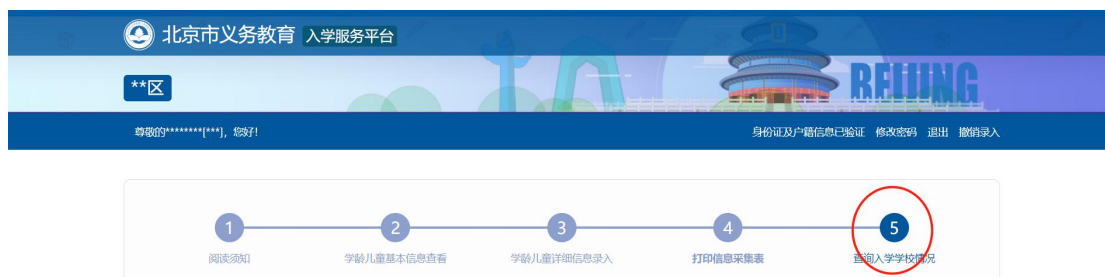 北京市义务教育 入学服务平台
**区
BEIJING
尊敬的********[***]，您好！
身份证及户籍信息已验证 修改密码 退出 撤销录入
1 2 3 4 5
阅读须知 学龄儿童基本信息查看 学龄儿童详细信息录入 打印信息采集表 查询入学学校情况